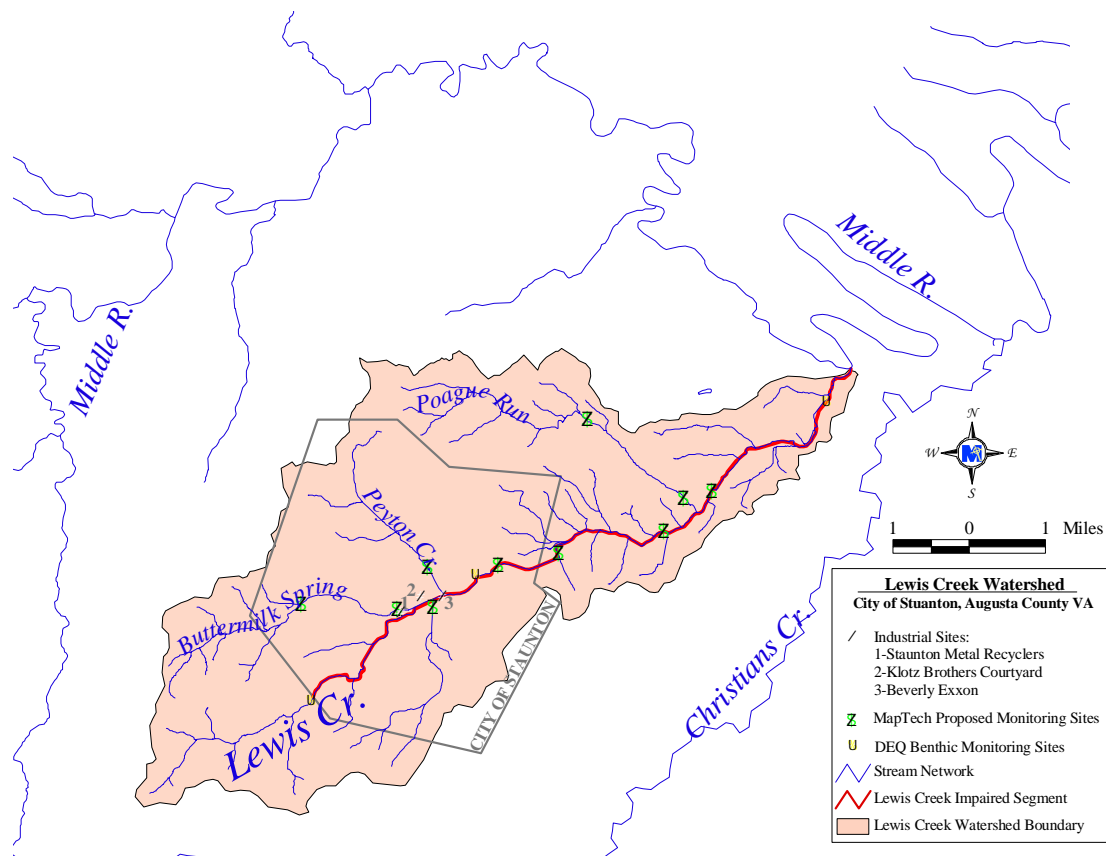 Middle R.
Middle R.
Poague Run
Peyton Cr.
Buttermilk Spring
Lewis Cr.
Christians Cr.
CITY OF STAUNTON
Z
Z
Z
Z
Z
Z
Z
Z
Z
Z
U
U
U
1
2
3
N
W
M
E
S
1 0 1 Miles
Lewis Creek Watershed
City of Stuanton, Augusta County VA
Industrial Sites:
1-Staunton Metal Recyclers
2-Klotz Brothers Courtyard
3-Beverly Exxon
Z MapTech Proposed Monitoring Sites
U DEQ Benthic Monitoring Sites
Stream Network
Lewis Creek Impaired Segment
Lewis Creek Watershed Boundary